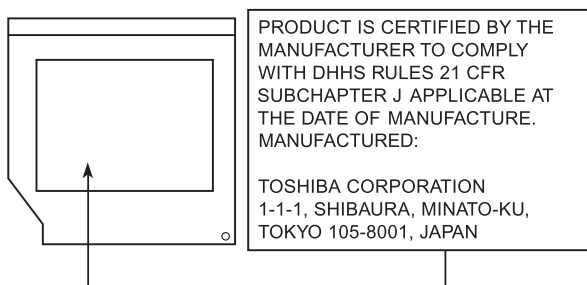 PRODUCT IS CERTIFIED BY THE
MANUFACTURER TO COMPLY
WITH DHHS RULES 21 CFR
SUBCHAPTER J APPLICABLE AT
THE DATE OF MANUFACTURE.
MANUFACTURED:
TOSHIBA CORPORATION
1-1-1, SHIBAURA, MINATO-KU,
TOKYO 105-8001, JAPAN